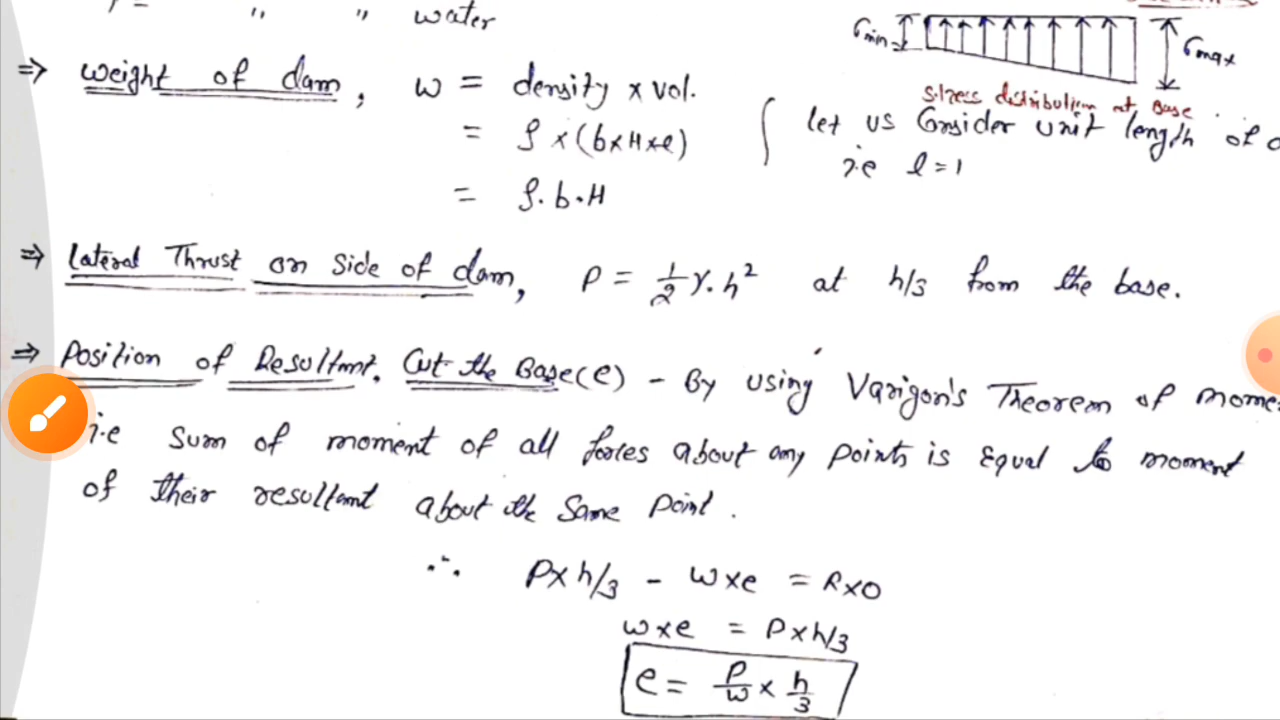 " " water
σmin σmax
⇒ weight of dam, w = density x vol.
stress distribution at Base
= ρ x (b x H x l) { let us Consider unit length of
i.e l = 1
= ρ. b. H
⇒ Lateral Thrust on Side of dam, P = 1/2 γ. h² at h/3 from the base.
⇒ Position of Resultant, Cut the Base (e) - By using Varigon's Theorem of mome
i.e sum of moment of all forces about any points is equal to moment
of their resultant about the same point.
∴ P x h/3 - w x e = R x 0
w x e = P x h/3
e = P/w x h/3